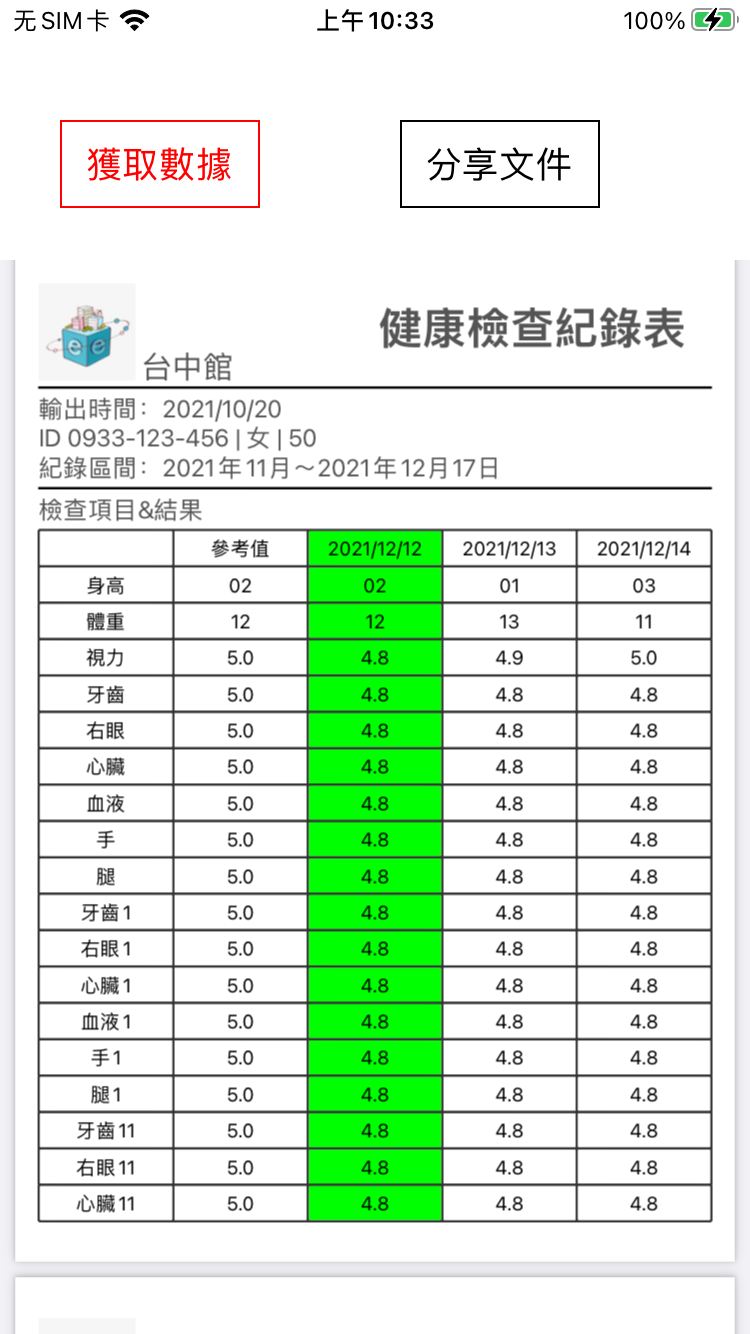 无SIM卡 上午10:33 100%
獲取數據 分享文件
健康檢查紀錄表
台中館
輸出時間：2021/10/20
ID 0933-123-456 | 女 | 50
紀錄區間：2021年11月～2021年12月17日
檢查項目&結果
參考值 2021/12/12 2021/12/13 2021/12/14
身高 02 02 01 03
體重 12 12 13 11
視力 5.0 4.8 4.9 5.0
牙齒 5.0 4.8 4.8 4.8
右眼 5.0 4.8 4.8 4.8
心臟 5.0 4.8 4.8 4.8
血液 5.0 4.8 4.8 4.8
手 5.0 4.8 4.8 4.8
腿 5.0 4.8 4.8 4.8
牙齒1 5.0 4.8 4.8 4.8
右眼1 5.0 4.8 4.8 4.8
心臟1 5.0 4.8 4.8 4.8
血液1 5.0 4.8 4.8 4.8
手1 5.0 4.8 4.8 4.8
腿1 5.0 4.8 4.8 4.8
牙齒11 5.0 4.8 4.8 4.8
右眼11 5.0 4.8 4.8 4.8
心臟11 5.0 4.8 4.8 4.8